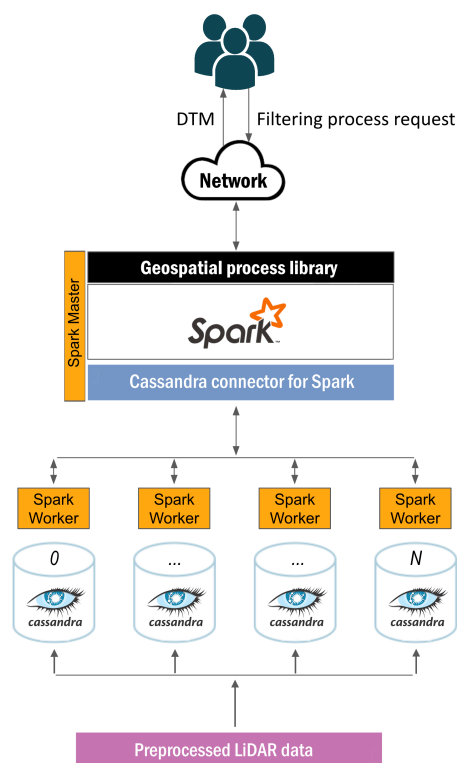 DTM
Filtering process request
Network
Geospatial process library
Spark Master
Spark™
Cassandra connector for Spark
Spark Worker
Spark Worker
Spark Worker
Spark Worker
0
...
...
N
cassandra
cassandra
cassandra
cassandra
Preprocessed LiDAR data